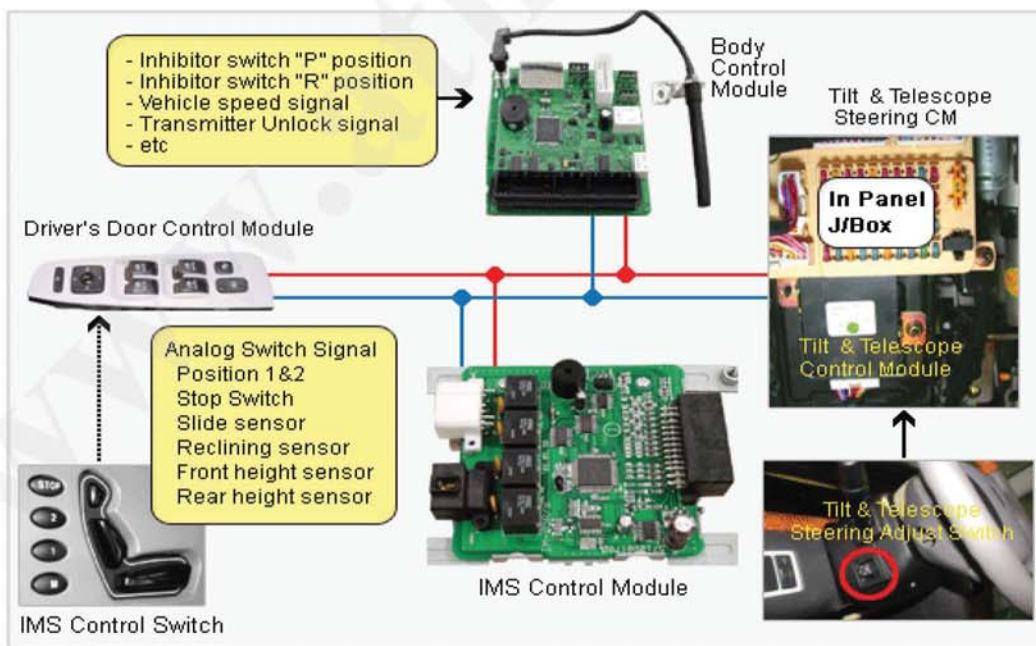 - Inhibitor switch "P" position
- Inhibitor switch "R" position
- Vehicle speed signal
- Transmitter Unlock signal
- etc
Body
Control
Module
Tilt & Telescope
Steering CM
In Panel
J/Box
Driver's Door Control Module
Analog Switch Signal
Position 1&2
Stop Switch
Slide sensor
Reclining sensor
Front height sensor
Rear height sensor
Tilt & Telescope
Control Module
STOP
2
1
IMS Control Switch
IMS Control Module
Tilt & Telescope
Steering Adjust Switch